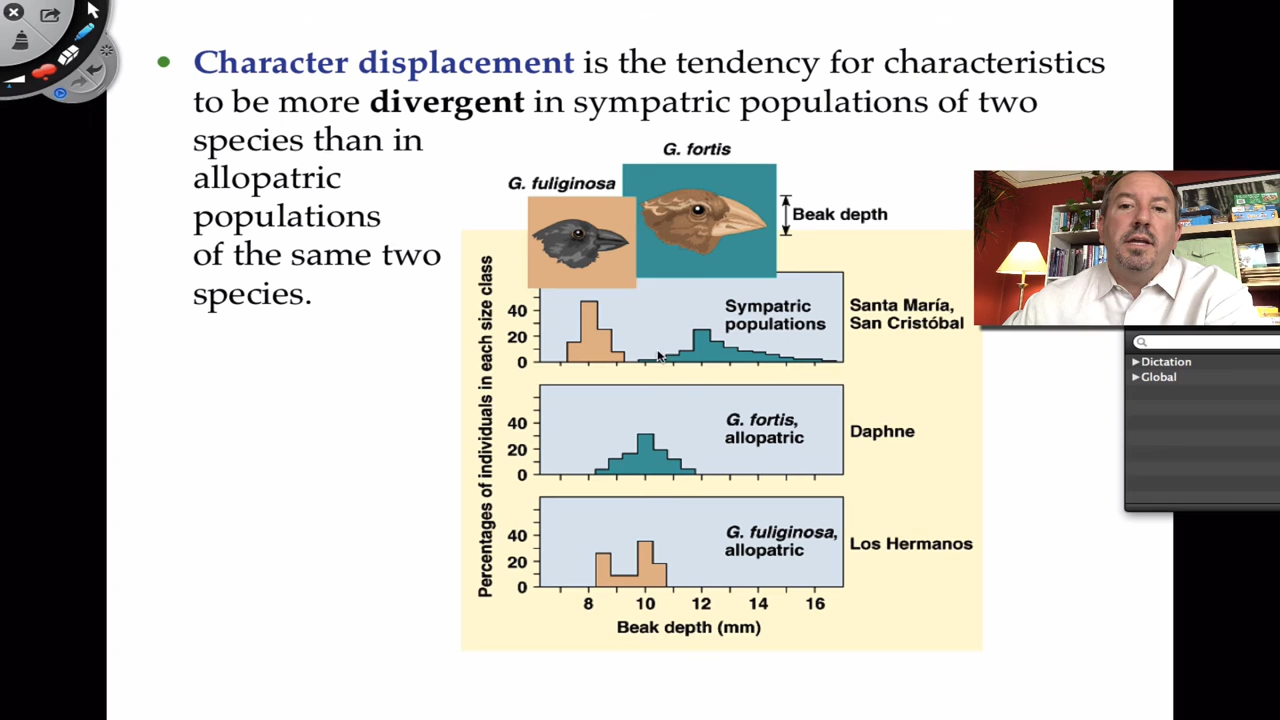 • Character displacement is the tendency for characteristics
to be more divergent in sympatric populations of two
species than in
allopatric
populations
of the same two
species.
G. fortis
G. fuliginosa
Beak depth
Percentages of individuals in each size class
40
20
0
Sympatric
populations
Santa María,
San Cristóbal
40
20
0
G. fortis,
allopatric
Daphne
40
20
0
G. fuliginosa,
allopatric
Los Hermanos
8 10 12 14 16
Beak depth (mm)
Dictation
Global